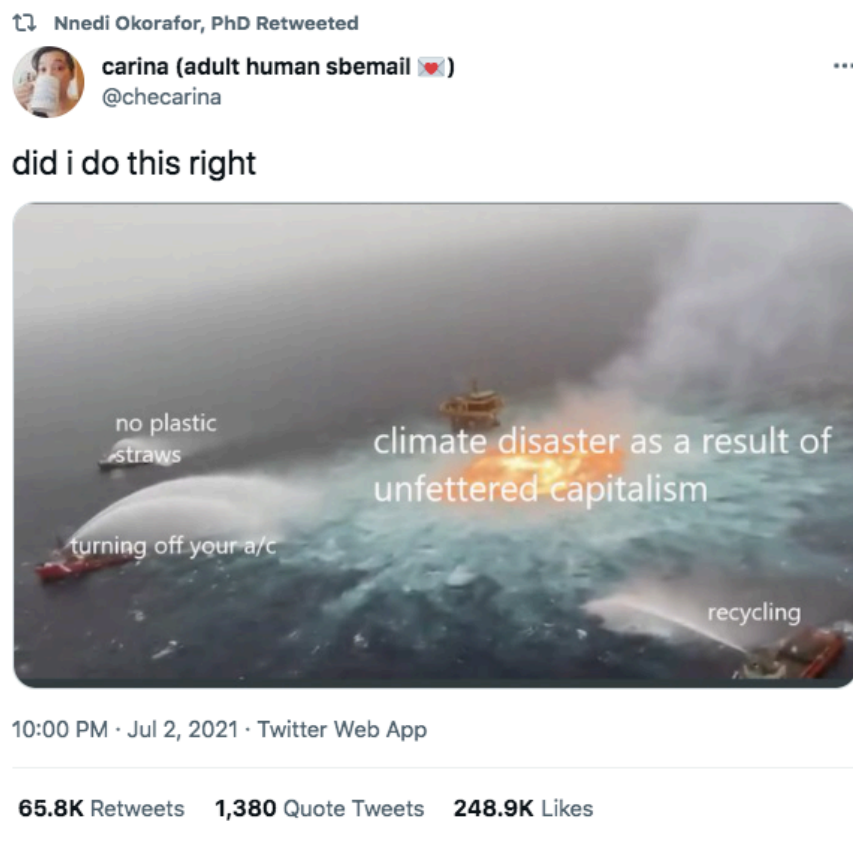 Nnedi Okorafor, PhD Retweeted
carina (adult human sbemail 💌)
@checarina
did i do this right
no plastic
straws
climate disaster as a result of
unfettered capitalism
turning off your a/c
recycling
10:00 PM · Jul 2, 2021 · Twitter Web App
65.8K Retweets 1,380 Quote Tweets 248.9K Likes